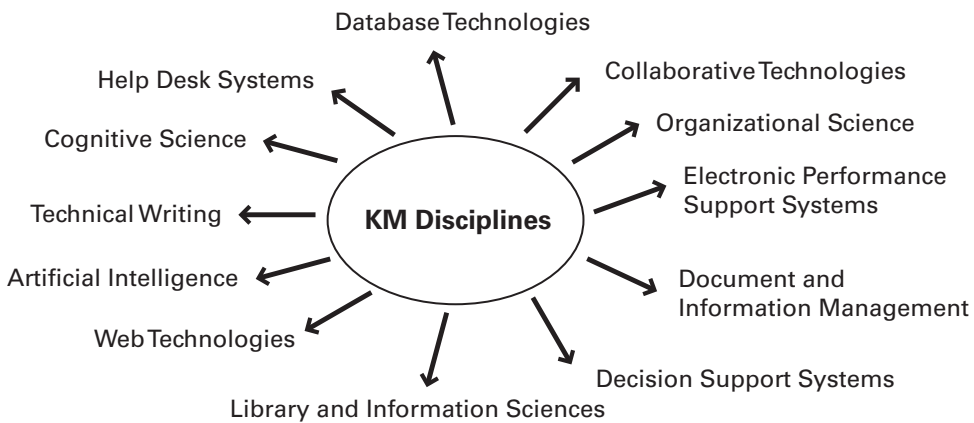 Database Technologies
Help Desk Systems
Collaborative Technologies
Cognitive Science
Organizational Science
Electronic Performance
Support Systems
Technical Writing
KM Disciplines
Artificial Intelligence
Document and
Information Management
Web Technologies
Decision Support Systems
Library and Information Sciences